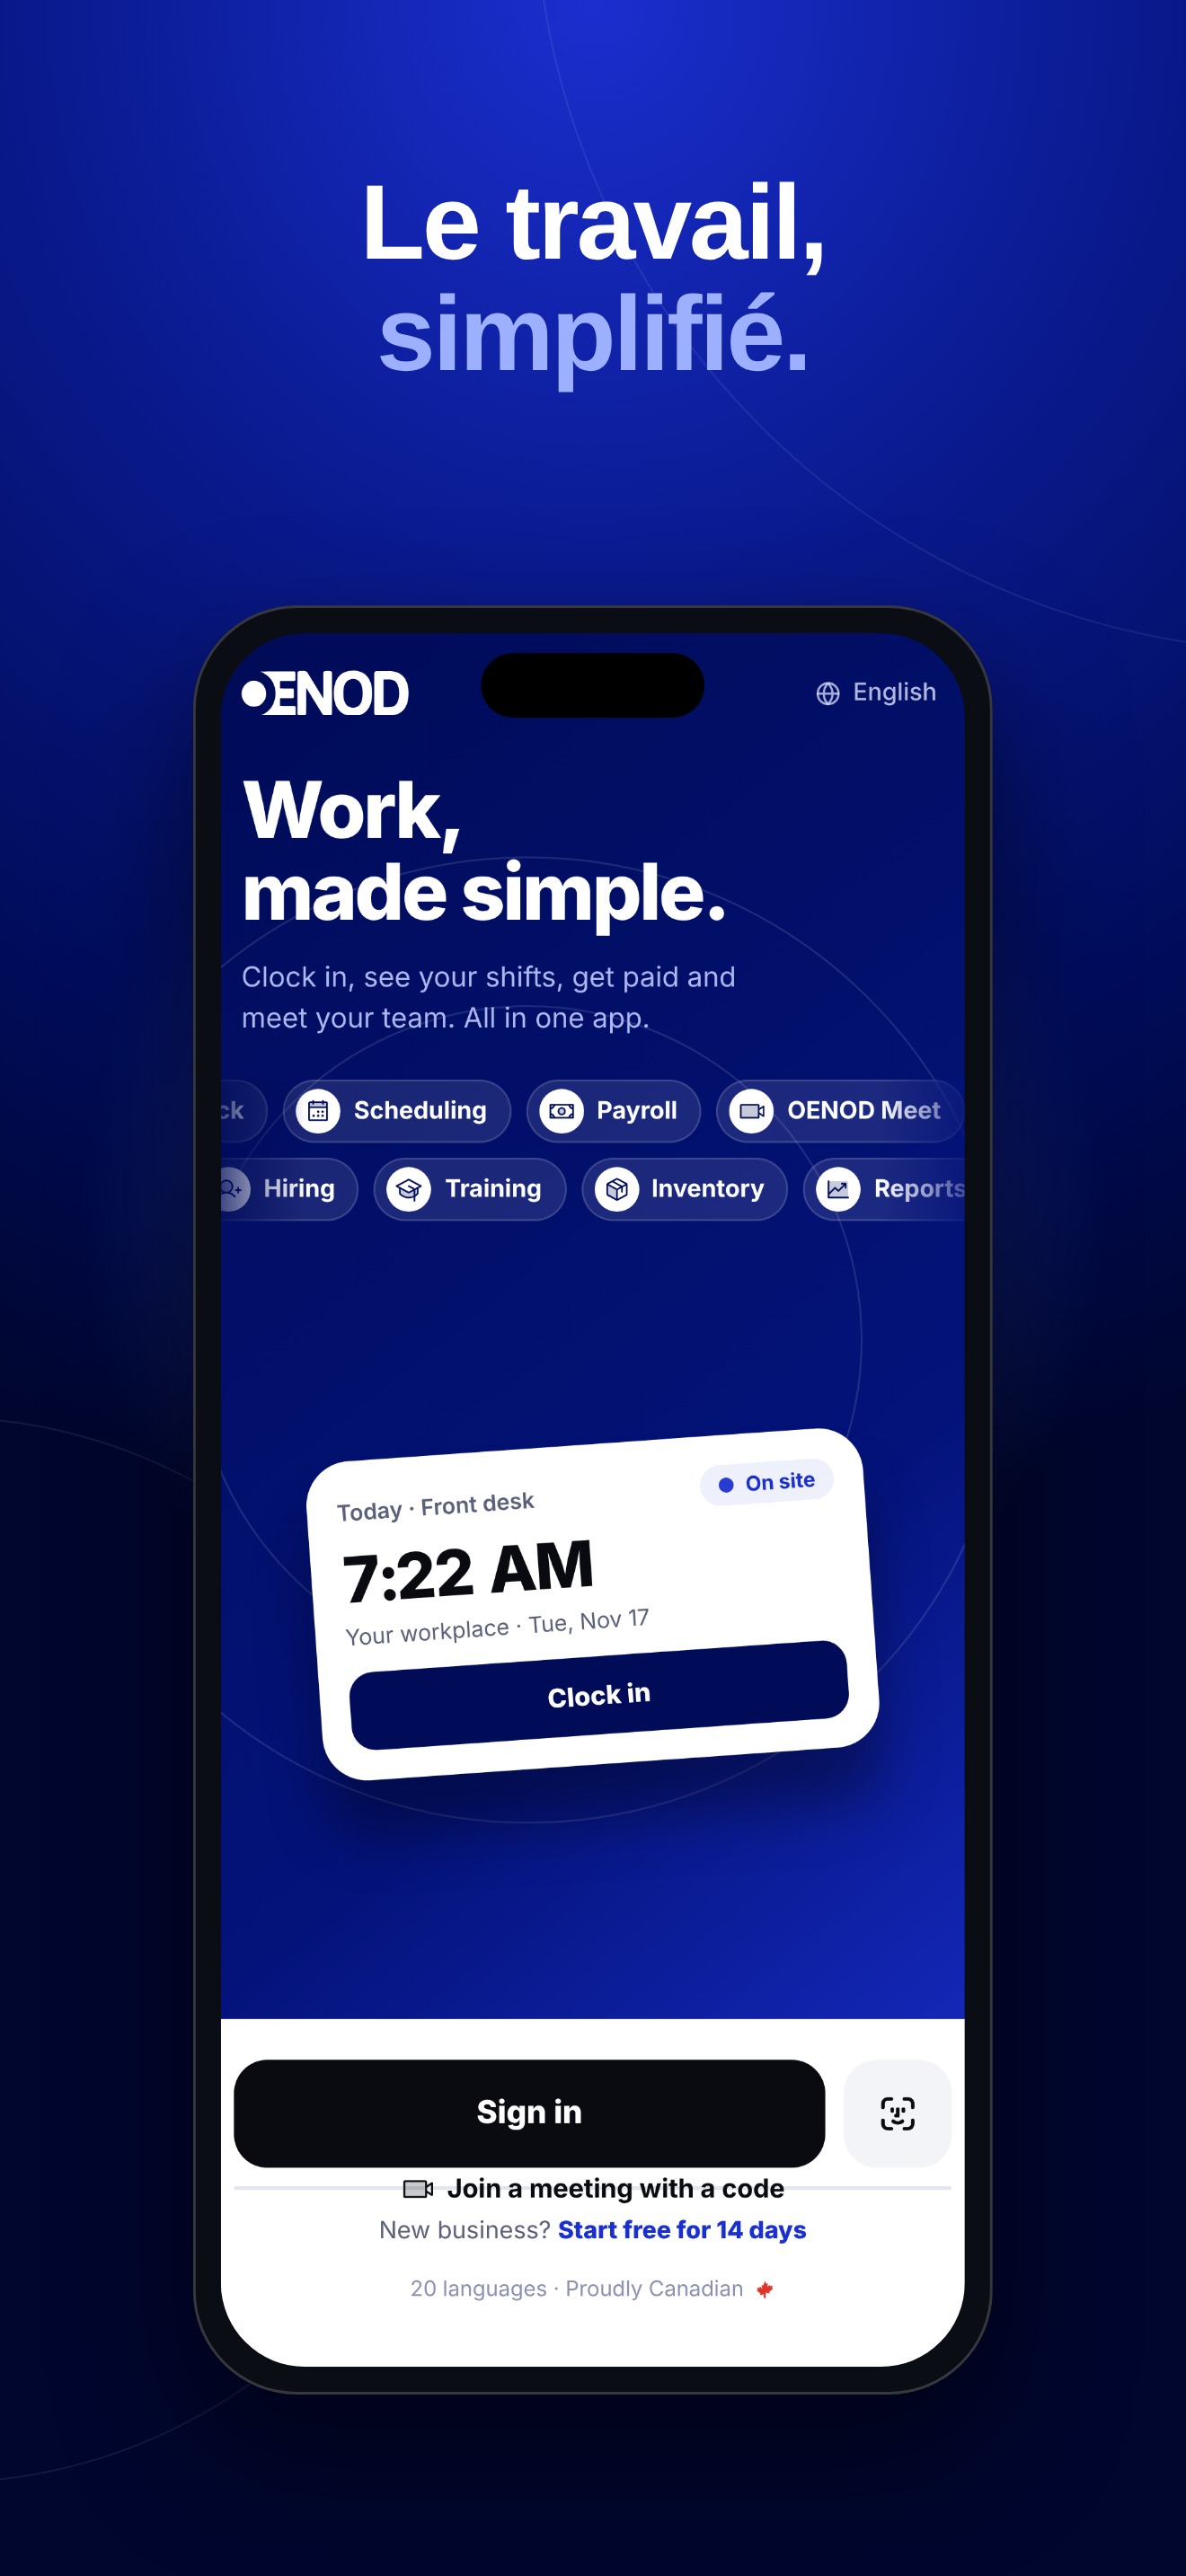 Le travail,
simplifié.
OENOD
English
Work,
made simple.
Clock in, see your shifts, get paid and
meet your team. All in one app.
ck Scheduling Payroll OENOD Meet
Hiring Training Inventory Reports
On site
Today · Front desk
7:22 AM
Your workplace · Tue, Nov 17
Clock in
Sign in
Join a meeting with a code
New business? Start free for 14 days
20 languages · Proudly Canadian